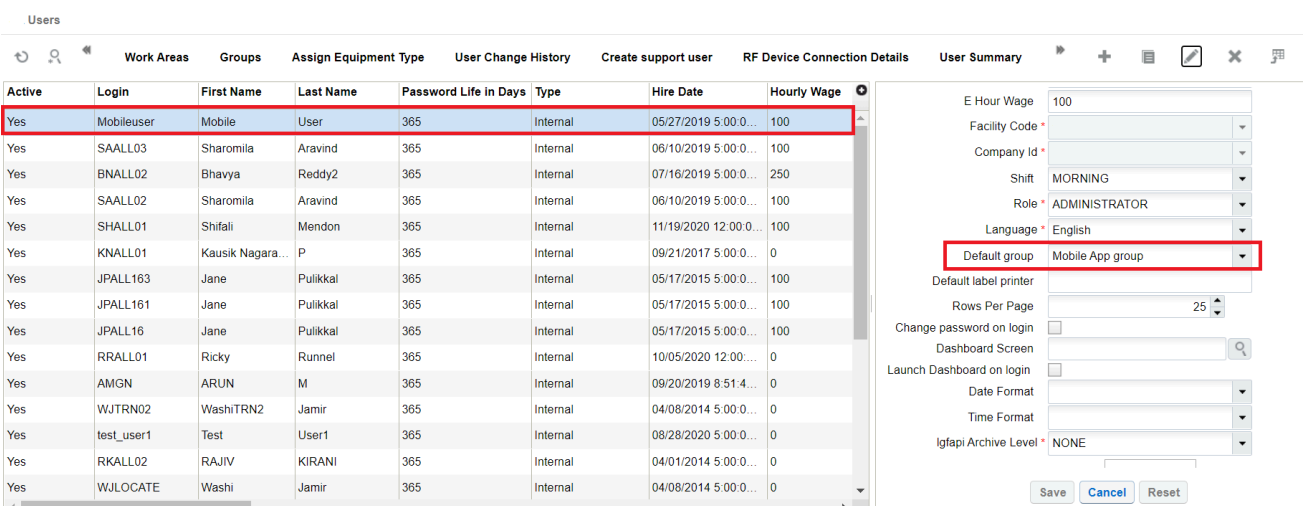 Users
Work Areas Groups Assign Equipment Type User Change History Create support user RF Device Connection Details User Summary
Active Login First Name Last Name Password Life in Days Type Hire Date Hourly Wage
Yes Mobileuser Mobile User 365 Internal 05/27/2019 5:00:0... 100
Yes SAALL03 Sharomila Aravind 365 Internal 06/10/2019 5:00:0... 100
Yes BNALL02 Bhavya Reddy2 365 Internal 07/16/2019 5:00:0... 250
Yes SAALL02 Sharomila Aravind 365 Internal 06/10/2019 5:00:0... 100
Yes SHALL01 Shifali Mendon 365 Internal 11/19/2020 12:00:0... 100
Yes KNALL01 Kausik Nagara... P 365 Internal 09/21/2017 5:00:0... 0
Yes JPALL163 Jane Pulikkal 365 Internal 05/17/2015 5:00:0... 100
Yes JPALL161 Jane Pulikkal 365 Internal 05/17/2015 5:00:0... 100
Yes JPALL16 Jane Pulikkal 365 Internal 05/17/2015 5:00:0... 100
Yes RRALL01 Ricky Runnel 365 Internal 10/05/2020 12:00:... 0
Yes AMGN ARUN M 365 Internal 09/20/2019 8:51:4... 0
Yes WJTRN02 WashiTRN2 Jamir 365 Internal 04/08/2014 5:00:0... 0
Yes test_user1 Test User1 365 Internal 08/28/2020 5:00:0... 0
Yes RKALL02 RAJIV KIRANI 365 Internal 04/01/2014 5:00:0... 0
Yes WJLOCATE Washi Jamir 365 Internal 04/08/2014 5:00:0... 0
E Hour Wage 100
Facility Code *
Company Id *
Shift MORNING
Role * ADMINISTRATOR
Language * English
Default group Mobile App group
Default label printer
Rows Per Page 25
Change password on login
Dashboard Screen
Launch Dashboard on login
Date Format
Time Format
lgfapi Archive Level * NONE
Save Cancel Reset